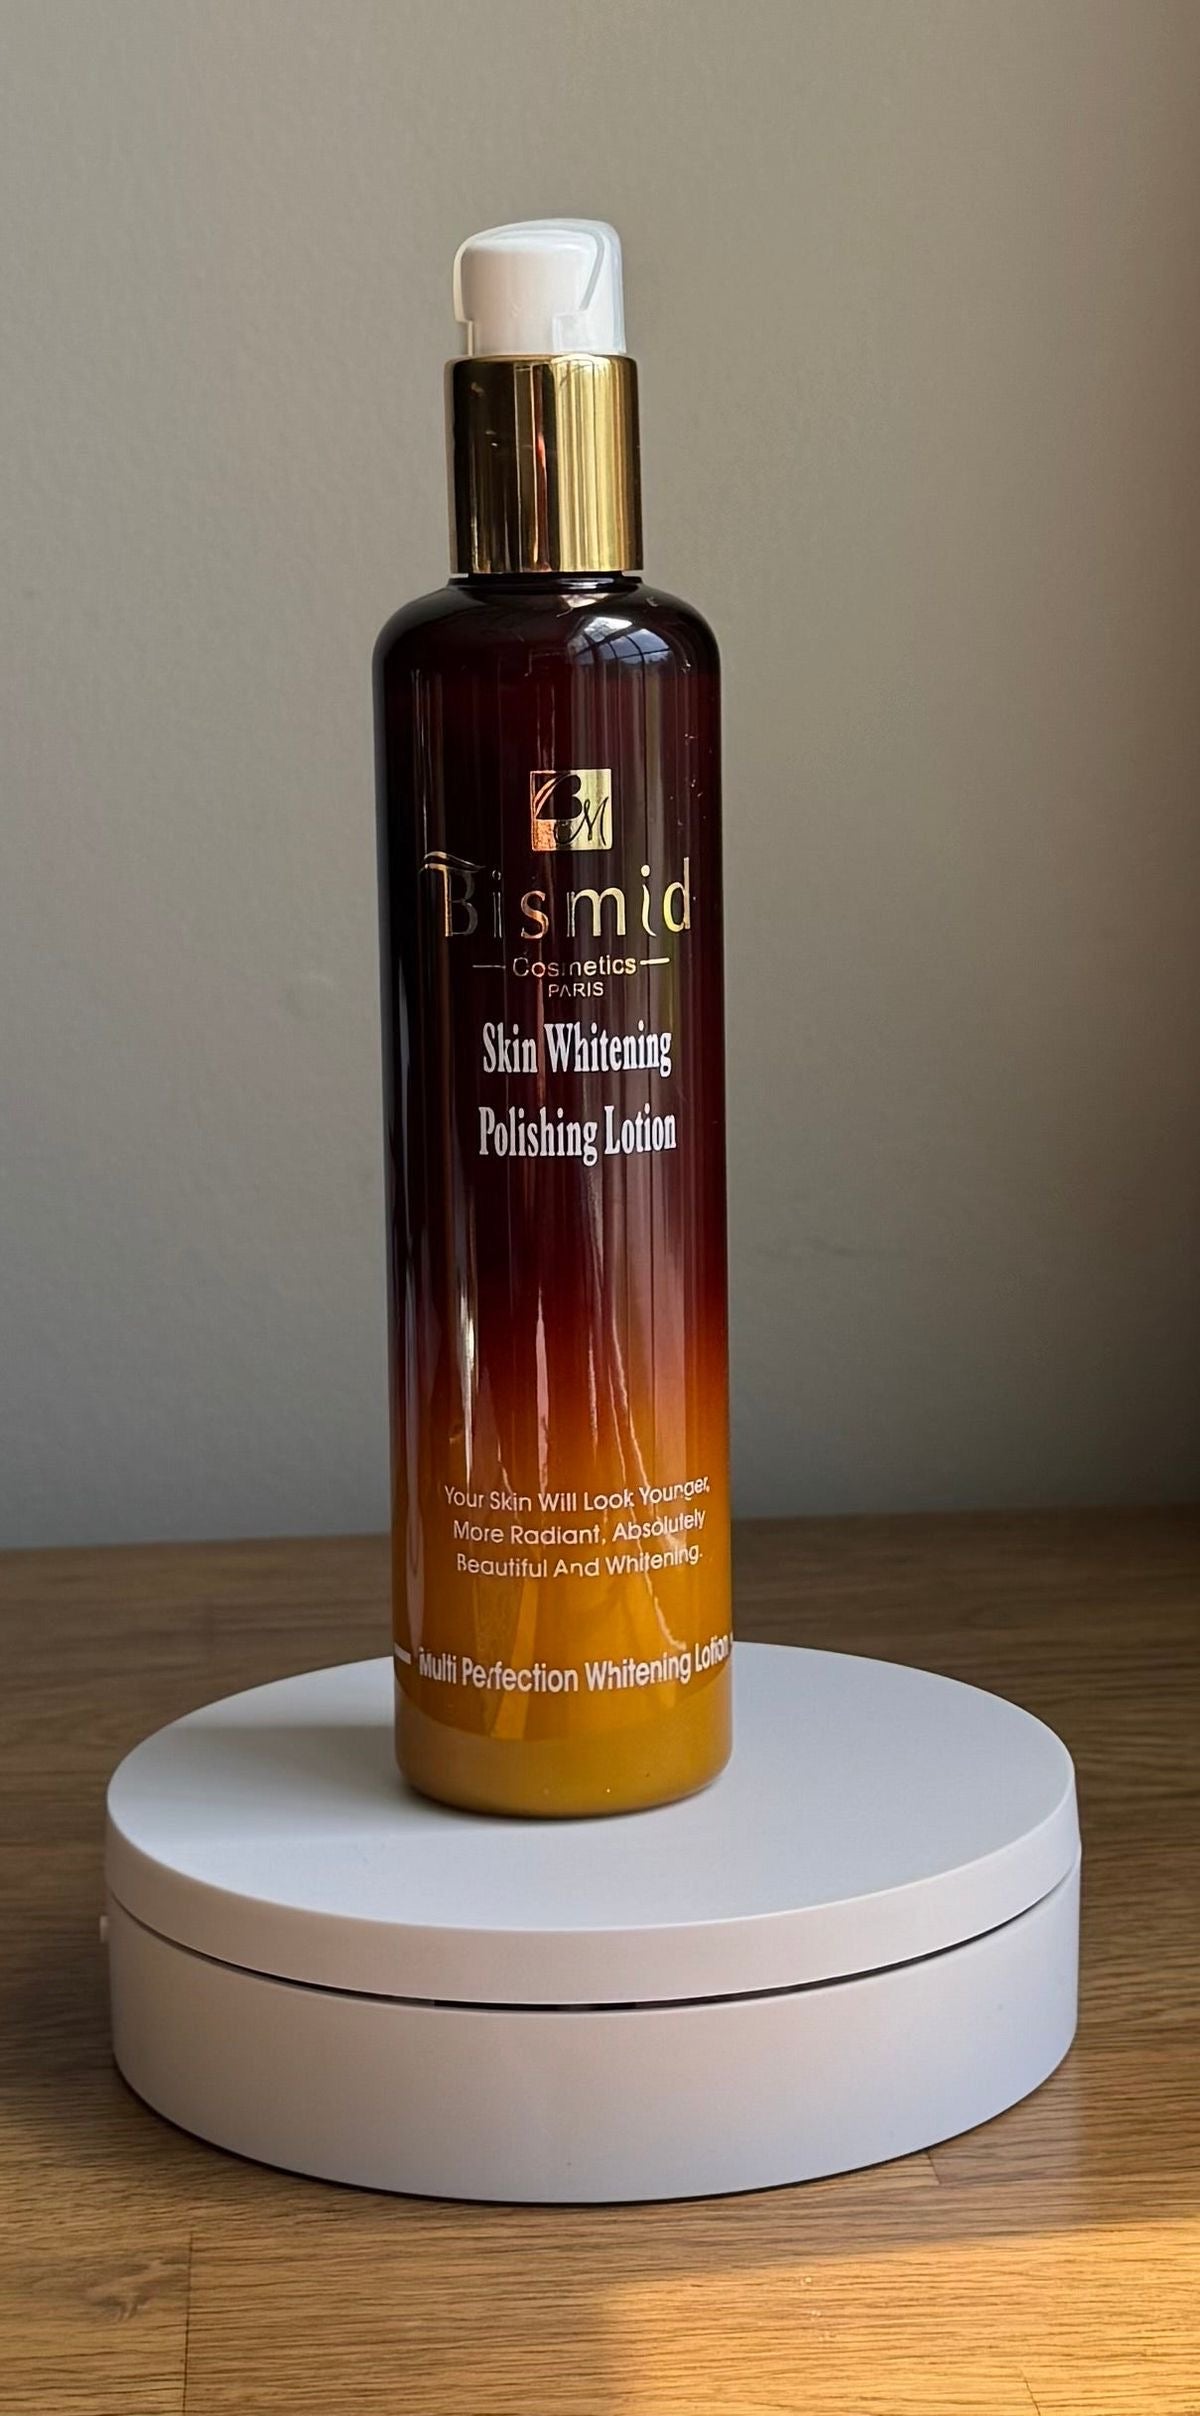 BM
Bismid
Cosmetics
PARIS
Skin Whitening
Polishing Lotion
Your Skin Will Look Younger,
More Radiant, Absolutely
Beautiful And Whitening.
Multi Perfection Whitening Lotion